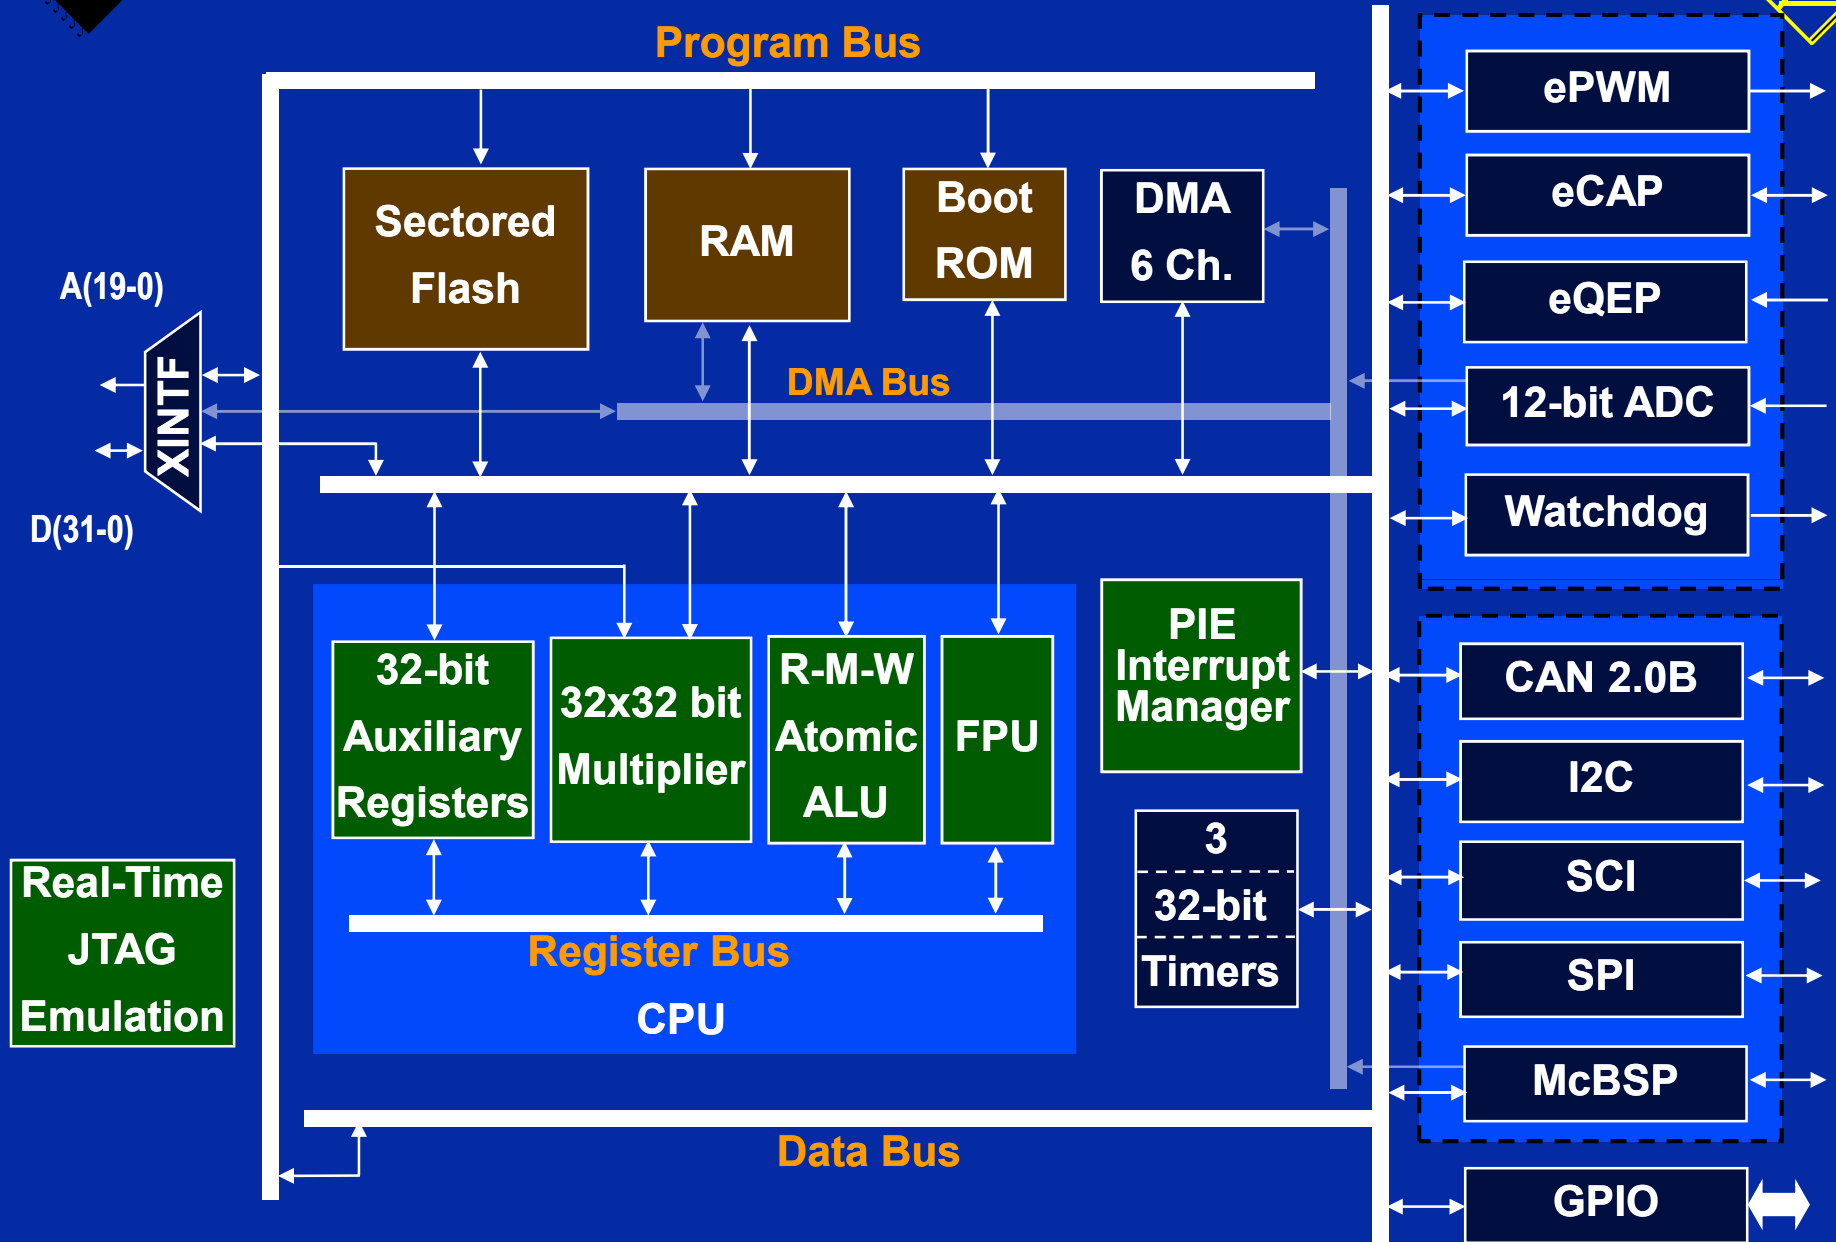 Program Bus
Sectored
Flash
RAM
Boot
ROM
DMA
6 Ch.
A(19-0)
XINTF
D(31-0)
DMA Bus
32-bit
Auxiliary
Registers
32x32 bit
Multiplier
R-M-W
Atomic
ALU
FPU
Register Bus
CPU
PIE
Interrupt
Manager
3
32-bit
Timers
Real-Time
JTAG
Emulation
Data Bus
ePWM
eCAP
eQEP
12-bit ADC
Watchdog
CAN 2.0B
I2C
SCI
SPI
McBSP
GPIO